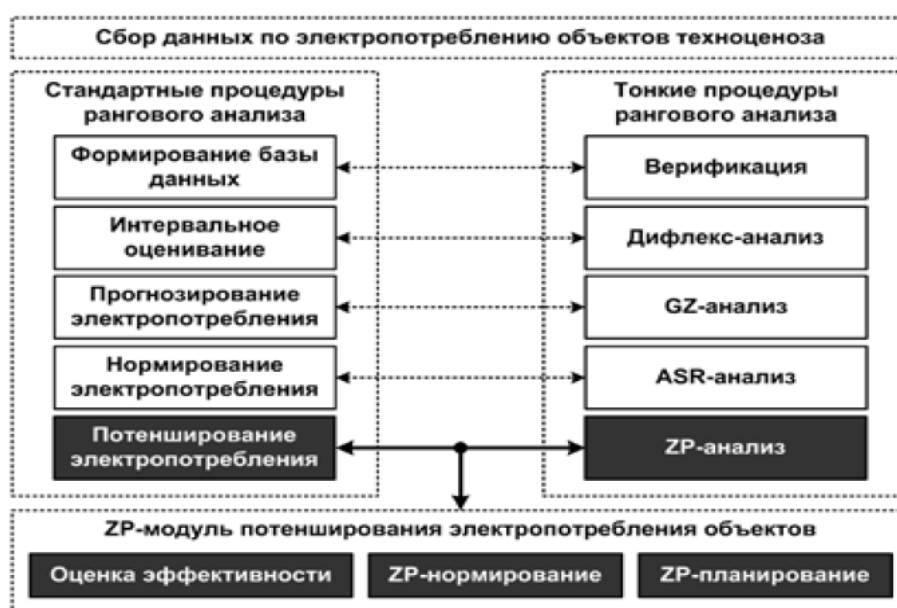 Сбор данных по электропотреблению объектов техноценоза
Стандартные процедуры
рангового анализа
Формирование базы
данных
Интервальное
оценивание
Прогнозирование
электропотребления
Нормирование
электропотребления
Потенширование
электропотребления
Тонкие процедуры
рангового анализа
Верификация
Дифлекс-анализ
GZ-анализ
ASR-анализ
ZP-анализ
ZP-модуль потенширования электропотребления объектов
Оценка эффективности
ZP-нормирование
ZP-планирование